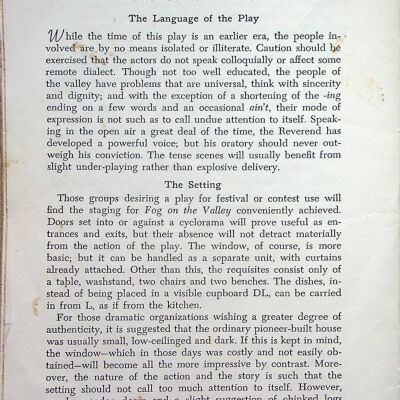 The Language of the Play
While the time of this play is an earlier era, the people in-
volved are by no means isolated or illiterate. Caution should be
exercised that the actors do not speak colloquially or affect some
remote dialect. Though not too well educated, the people of
the valley have problems that are universal, think with sincerity
and dignity; and with the exception of a shortening of the -ing
ending on a few words and an occasional ain't, their mode of
expression is not such as to call undue attention to itself. Speak-
ing in the open air a great deal of the time, the Reverend has
developed a powerful voice; but his oratory should never out-
weigh his conviction. The tense scenes will usually benefit from
slight under-playing rather than explosive delivery.
The Setting
Those groups desiring a play for festival or contest use will
find the staging for Fog on the Valley conveniently achieved.
Doors set into or against a cyclorama will prove useful as en-
trances and exits, but their absence will not detract materially
from the action of the play. The window, of course, is more
basic; but it can be handled as a separate unit, with curtains
already attached. Other than this, the requisites consist only of
a table, washstand, two chairs and two benches. The dishes, in-
stead of being placed in a visible cupboard DL, can be carried
in from L, as if from the kitchen.
For those dramatic organizations wishing a greater degree of
authenticity, it is suggested that the ordinary pioneer-built house
was usually small, low-ceilinged and dark. If this is kept in mind,
the window—which in those days was costly and not easily ob-
tained—will become all the more impressive by contrast. More-
over, the nature of the action and the story is such that the
setting should not call too much attention to itself. However,
doors and a slight suggestion of chinked logs